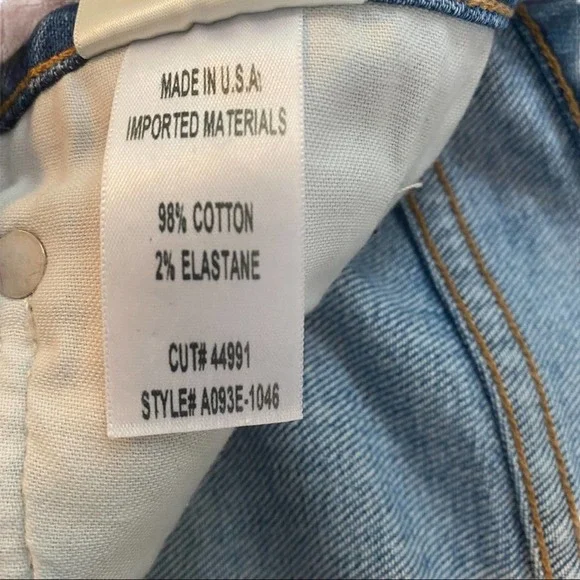 MADE IN U.S.A.
IMPORTED MATERIALS
98% COTTON
2% ELASTANE
CUT# 44991
STYLE# A093E-1046